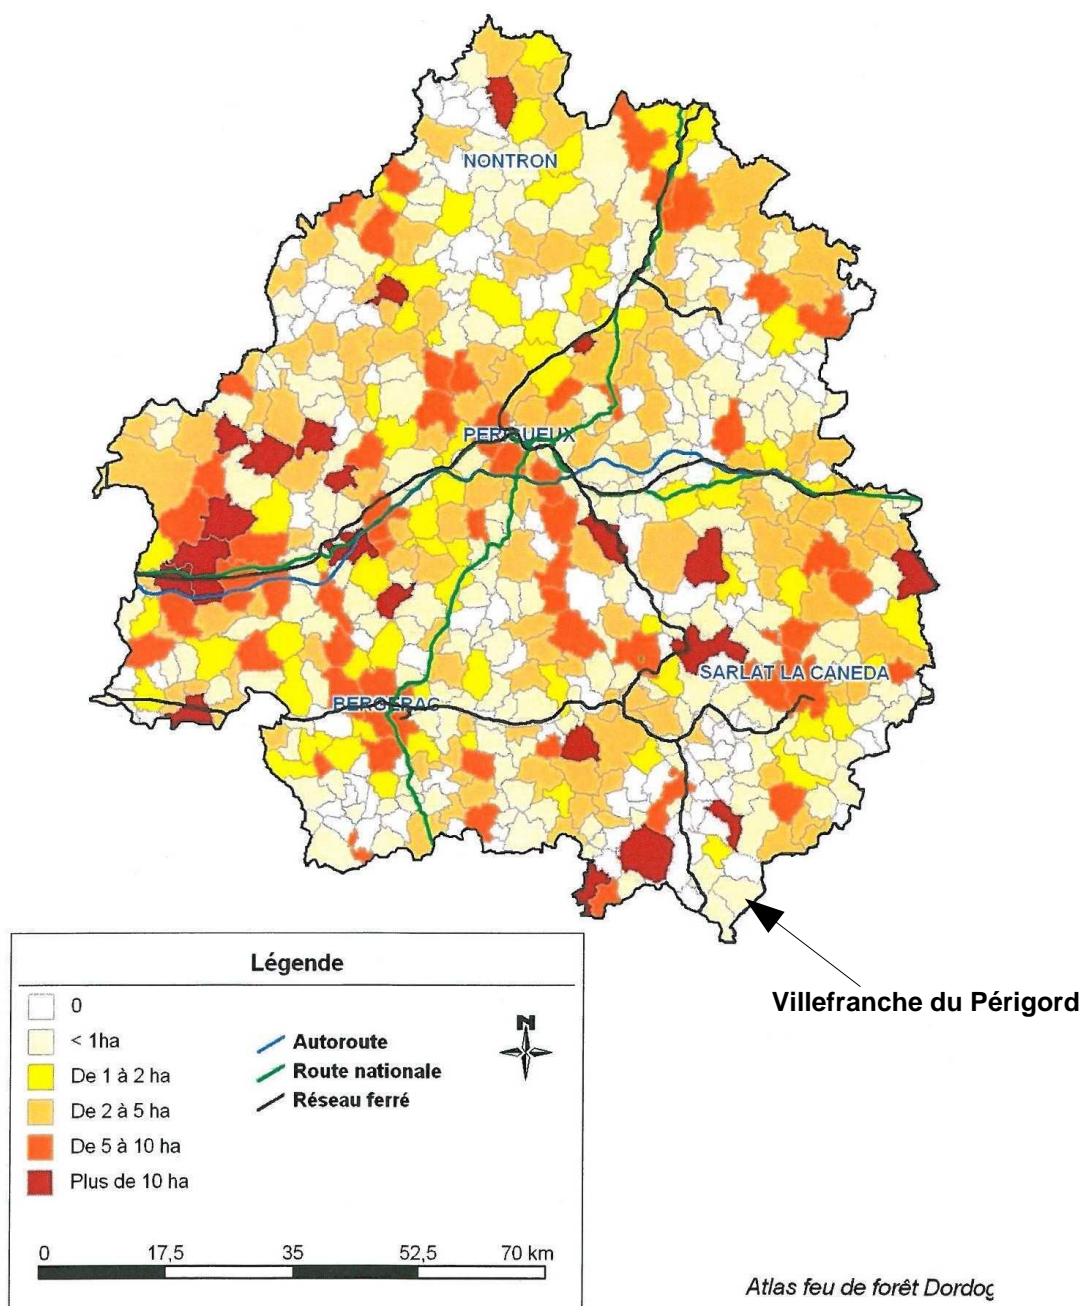 NONTRON
PERIGUEUX
SARLAT LA CANEDA
BERGERAC
Villefranche du Périgord
Légende
0
< 1ha
De 1 à 2 ha
De 2 à 5 ha
De 5 à 10 ha
Plus de 10 ha
Autoroute
Route nationale
Réseau ferré
N
0 17,5 35 52,5 70 km
Atlas feu de forêt Dordog